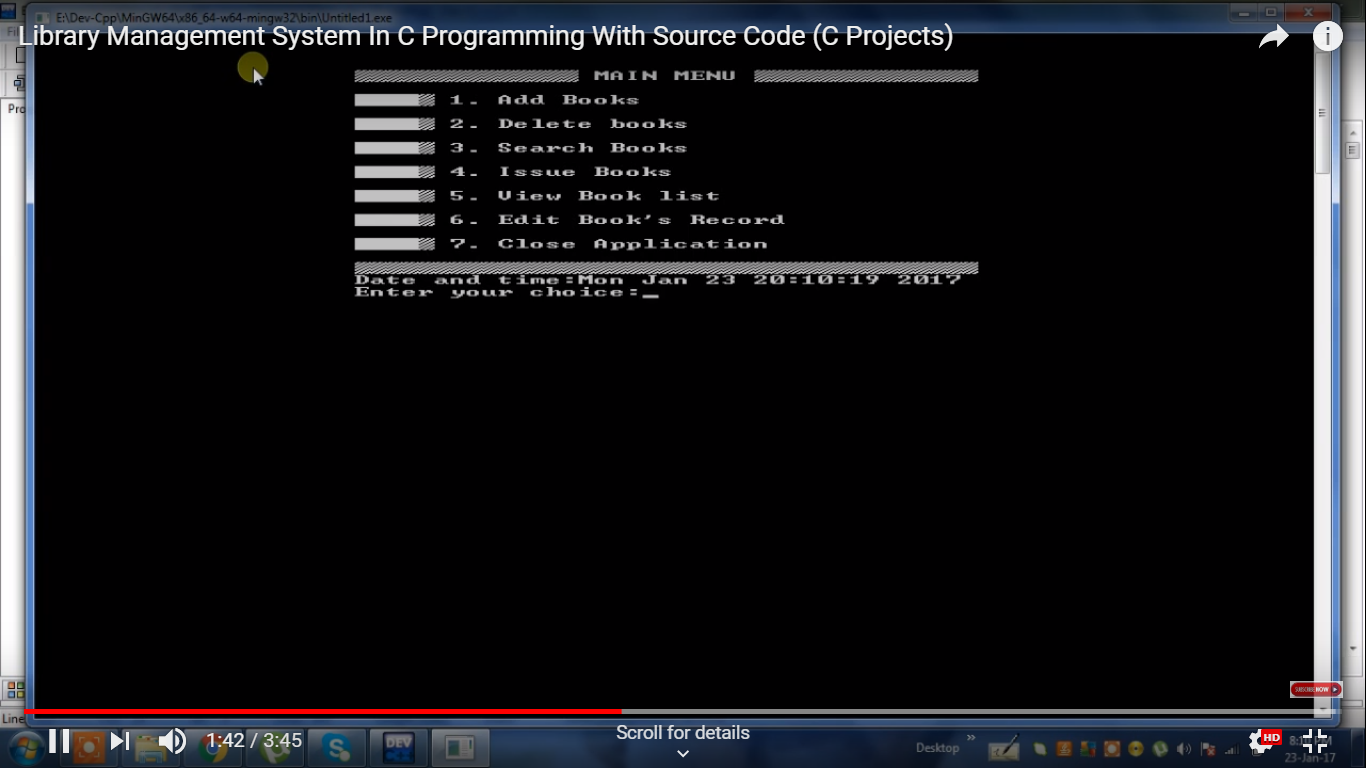 E:\Dev-Cpp\MinGW64\x86_64-w64-mingw32\bin\Untitled1.exe
Library Management System In C Programming With Source Code (C Projects)
MAIN MENU
1. Add Books
2. Delete books
3. Search Books
4. Issue Books
5. View Book list
6. Edit Book's Record
7. Close Application
Date and time:Mon Jan 23 20:10:19 2017
Enter your choice:_
SUBSCRIBE NOW
1:42 / 3:45
Scroll for details
DEV
Desktop
HD
23-Jan-17